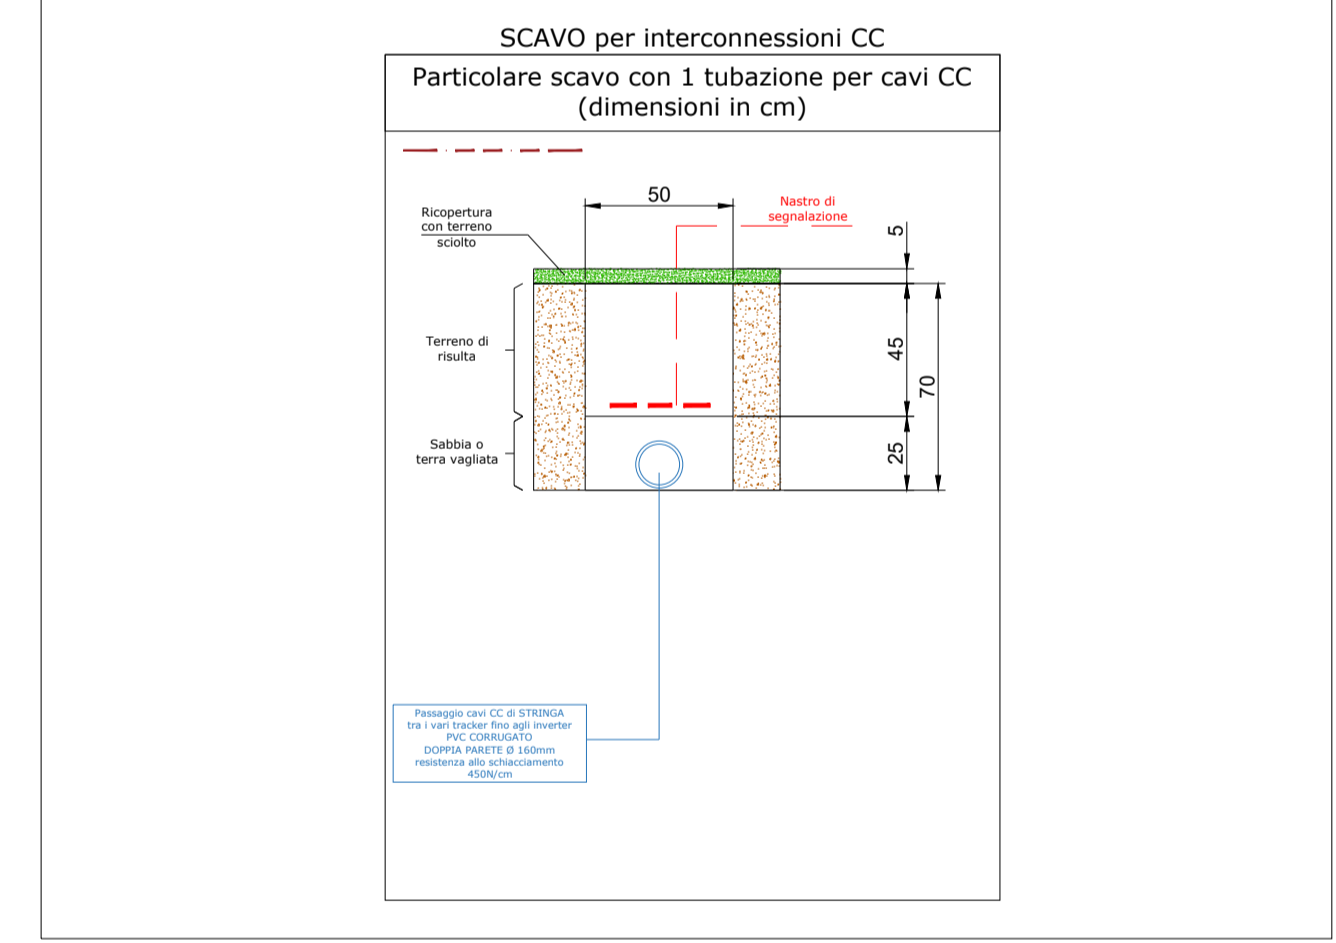 SCAVO per interconnessioni CC
Particolare scavo con 1 tubazione per cavi CC
(dimensioni in cm)
50
Nastro di
segnalazione
Ricopertura
con terreno
sciolto
5
Terreno di
risulta
45
70
Sabbia o
terra vagliata
25
Passaggio cavi CC di STRINGA
tra i vari tracker fino agli inverter
PVC CORRUGATO
DOPPIA PARETE Ø 160mm
resistenza allo schiacciamento
450N/cm